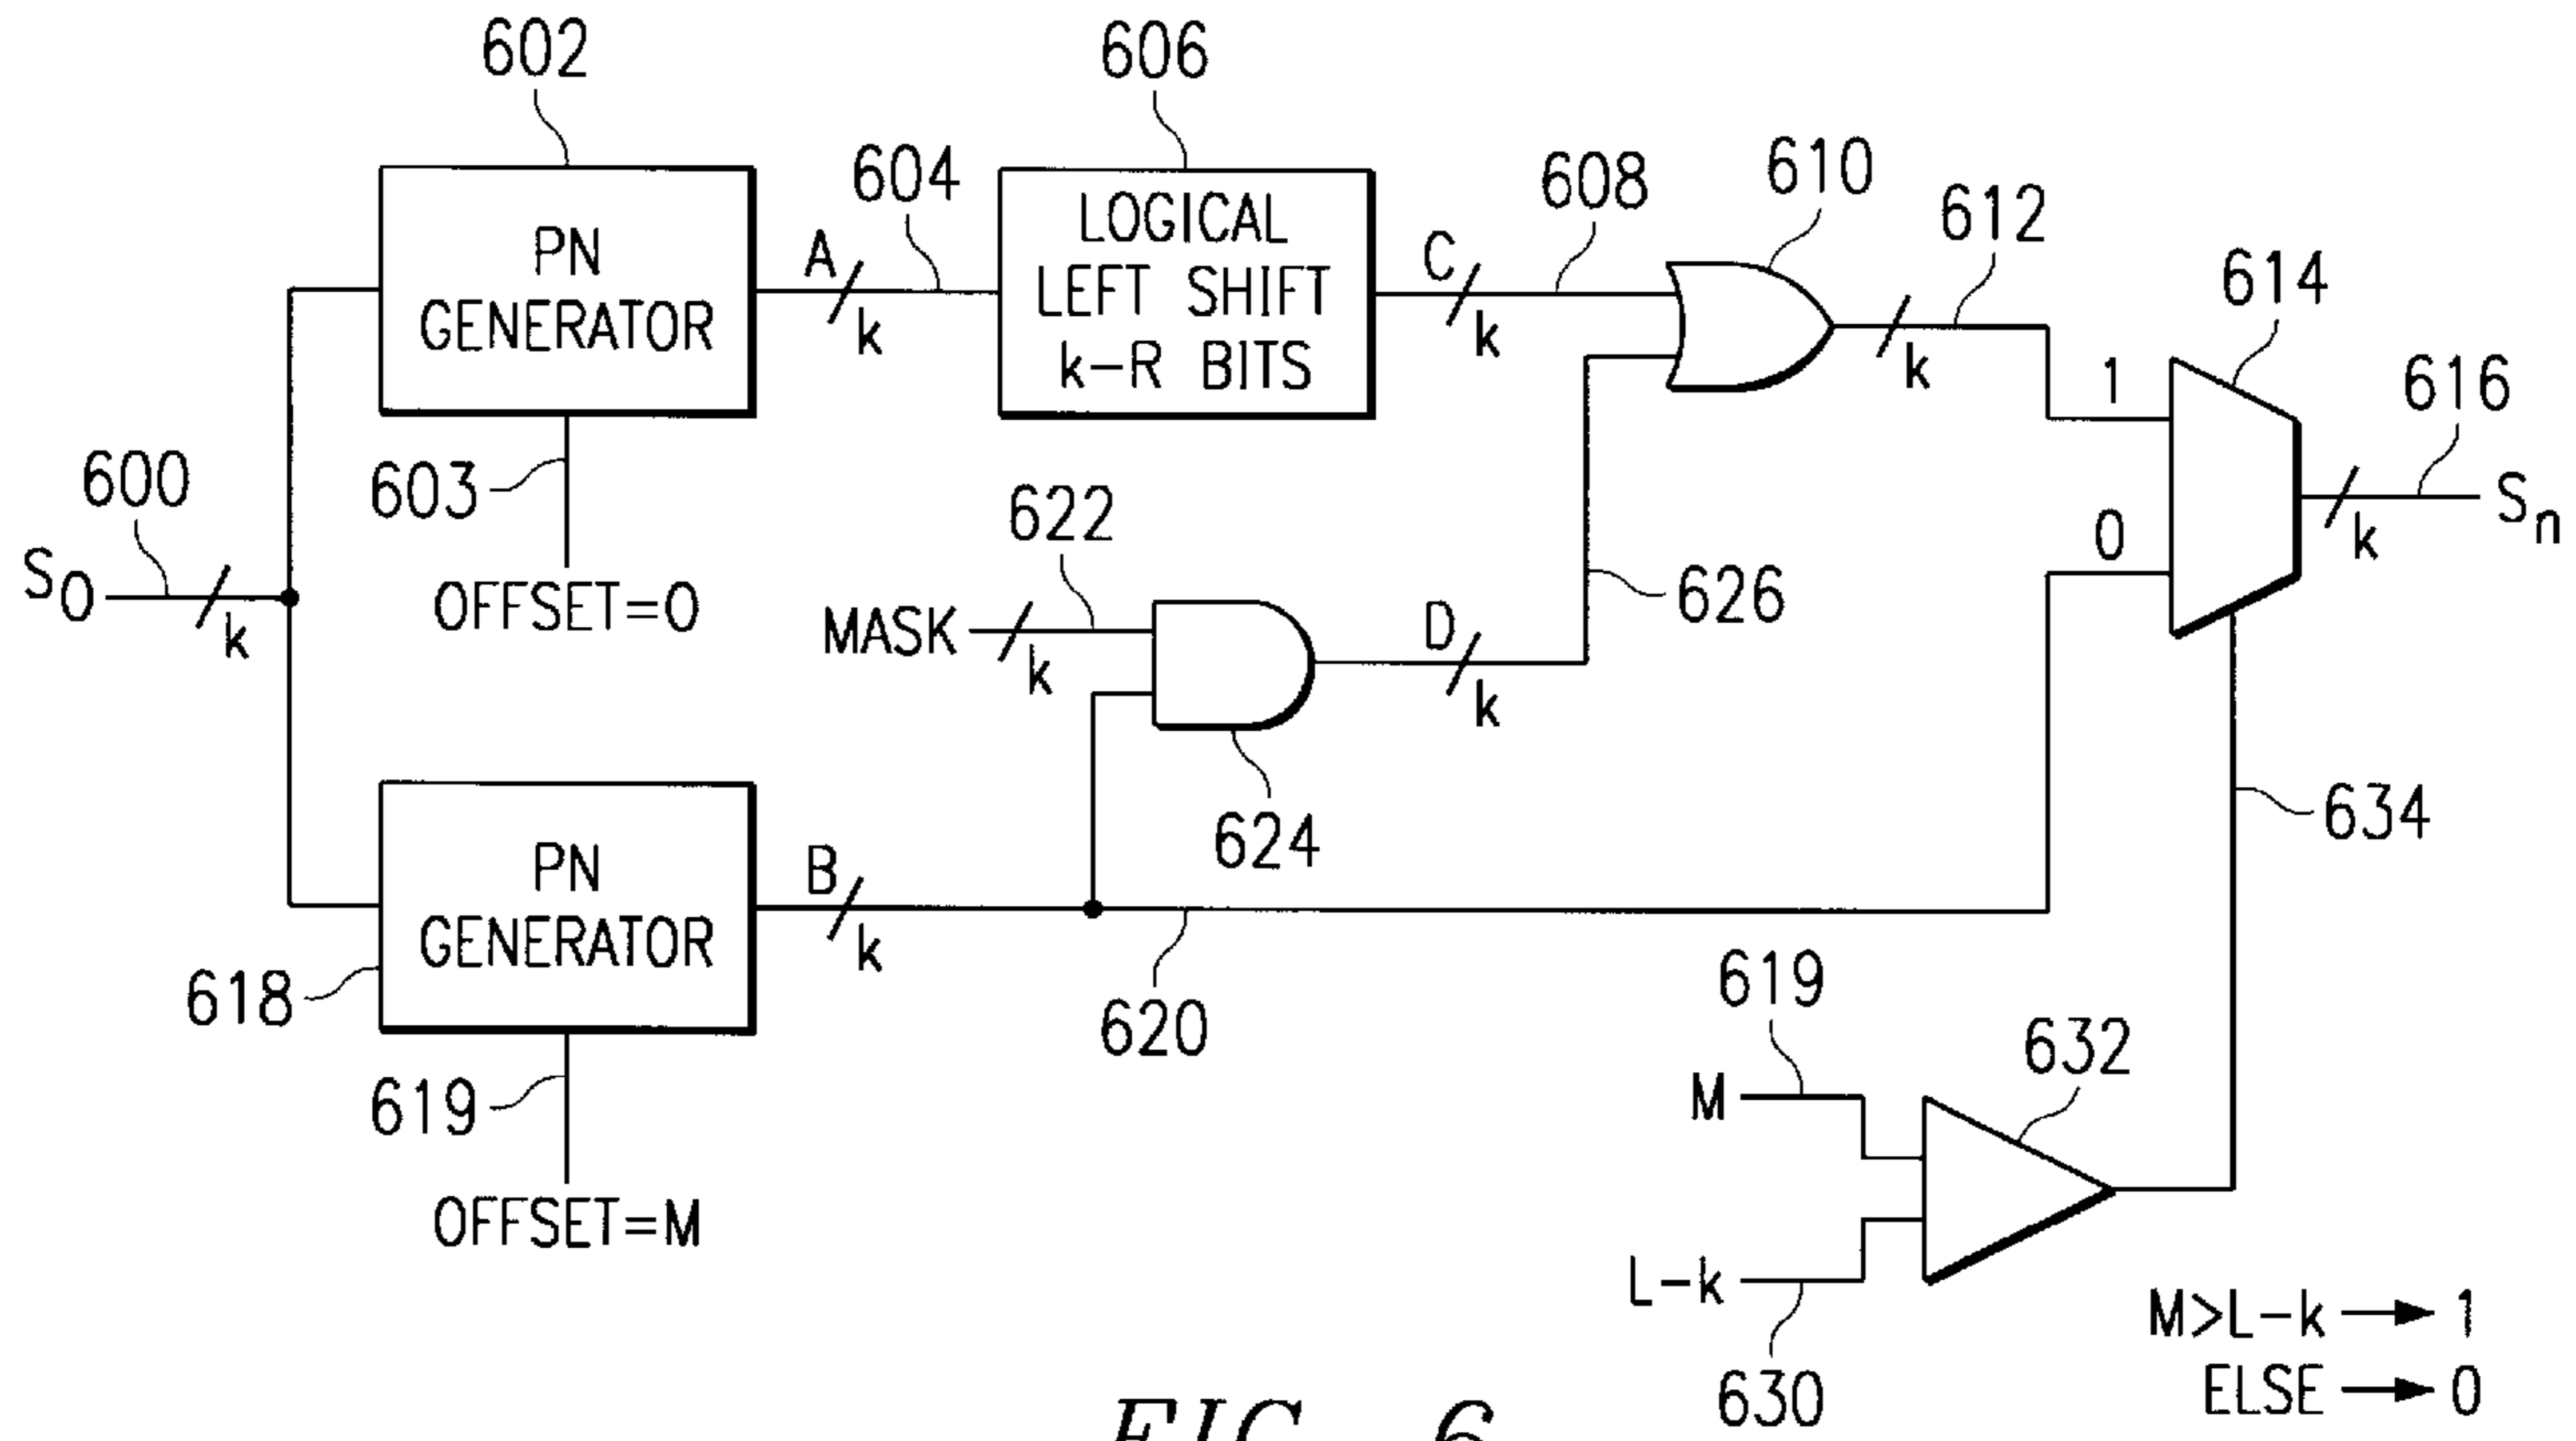 602
606
610
604
608
612
614
PN
GENERATOR
LOGICAL
LEFT SHIFT
k-R BITS
A
k
C
k
k
1
616
600
603
622
0
Sn
k
S0
k
OFFSET=0
MASK
k
D
k
626
624
634
PN
GENERATOR
B
k
618
620
619
632
619
M
OFFSET=M
L-k
630
M>L-k → 1
ELSE → 0
FIG. 6